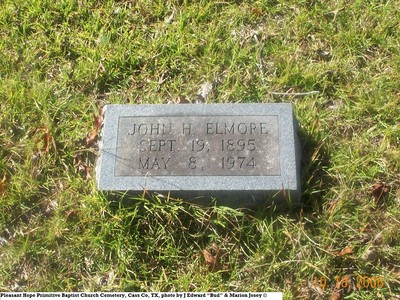 JOHN H. ELMORE
SEPT. 19, 1895
MAY 8, 1974
Pleasant Hope Primitive Baptist Church Cemetery, Cass Co, TX, photo by J Edward "Bud" & Marion Josey ©